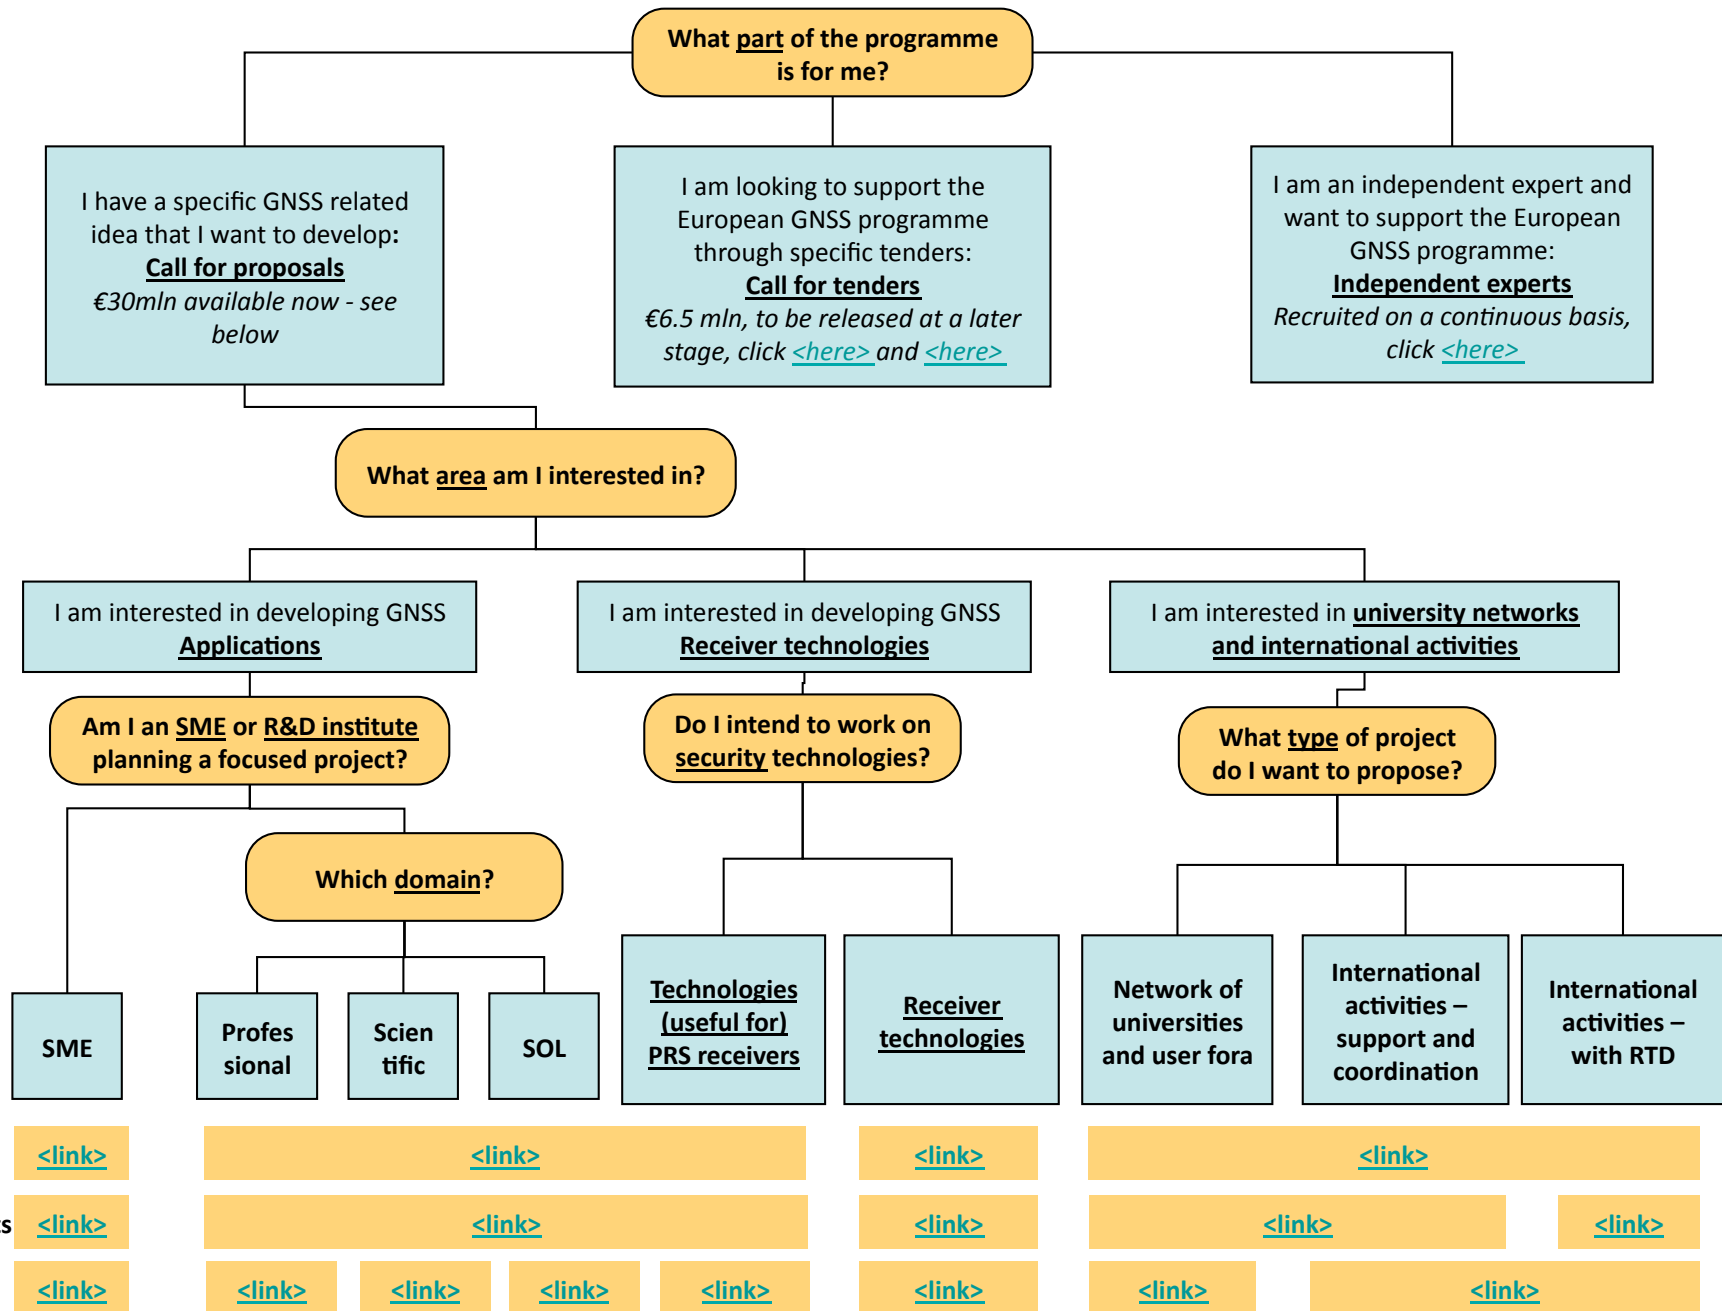 What part of the programme
is for me?
I have a specific GNSS related
idea that I want to develop:
Call for proposals
€30mln available now - see
below
I am looking to support the
European GNSS programme
through specific tenders:
Call for tenders
€6.5 mln, to be released at a later
stage, click <here> and <here>
I am an independent expert and
want to support the European
GNSS programme:
Independent experts
Recruited on a continuous basis,
click <here>
What area am I interested in?
I am interested in developing GNSS
Applications
I am interested in developing GNSS
Receiver technologies
I am interested in university networks
and international activities
Am I an SME or R&D institute
planning a focused project?
Do I intend to work on
security technologies?
What type of project
do I want to propose?
Which domain?
SME
Profes
sional
Scien
tific
SOL
Technologies
(useful for)
PRS receivers
Receiver
technologies
Network of
universities
and user fora
International
activities –
support and
coordination
International
activities –
with RTD
<link> <link> <link> <link>
<link> <link> <link> <link> <link>
<link> <link> <link> <link> <link> <link> <link> <link>